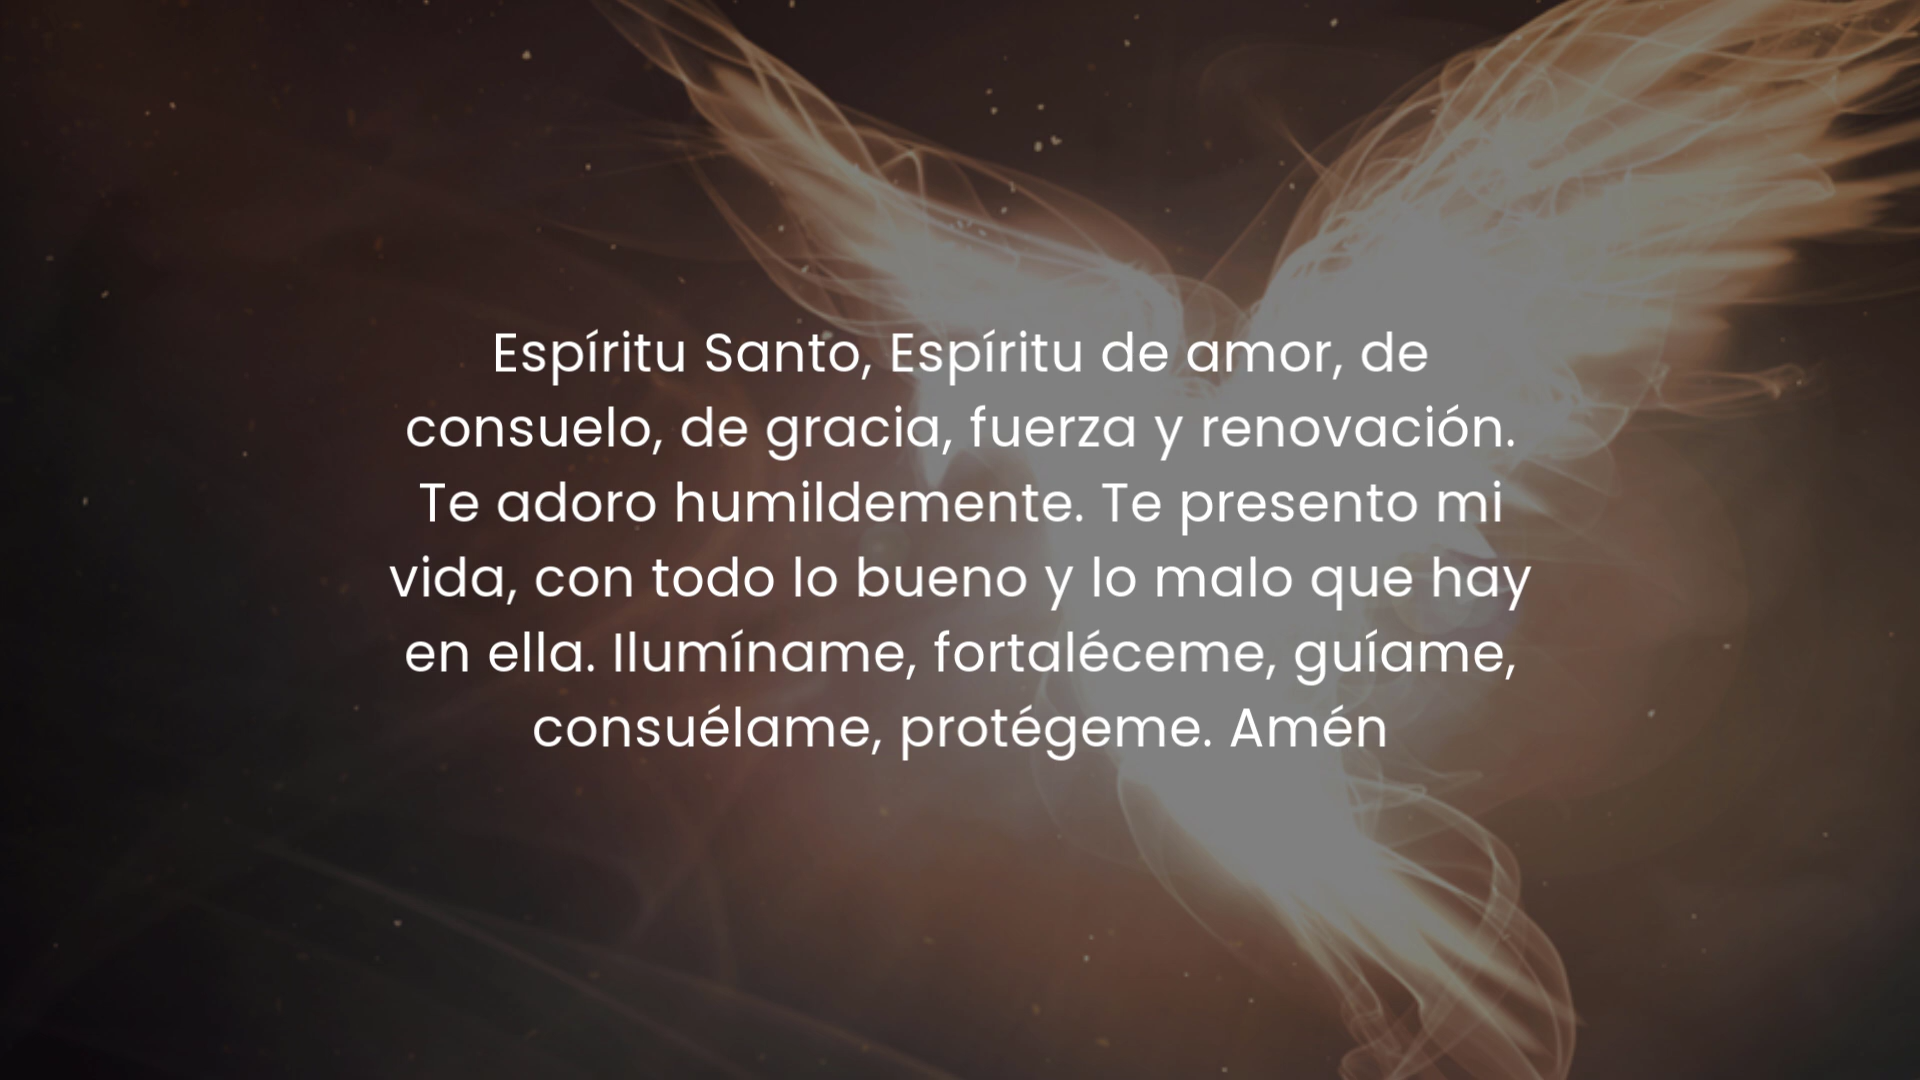 Espíritu Santo, Espíritu de amor, de
consuelo, de gracia, fuerza y renovación.
Te adoro humildemente. Te presento mi
vida, con todo lo bueno y lo malo que hay
en ella. Ilumíname, fortaléceme, guíame,
consuélame, protégeme. Amén